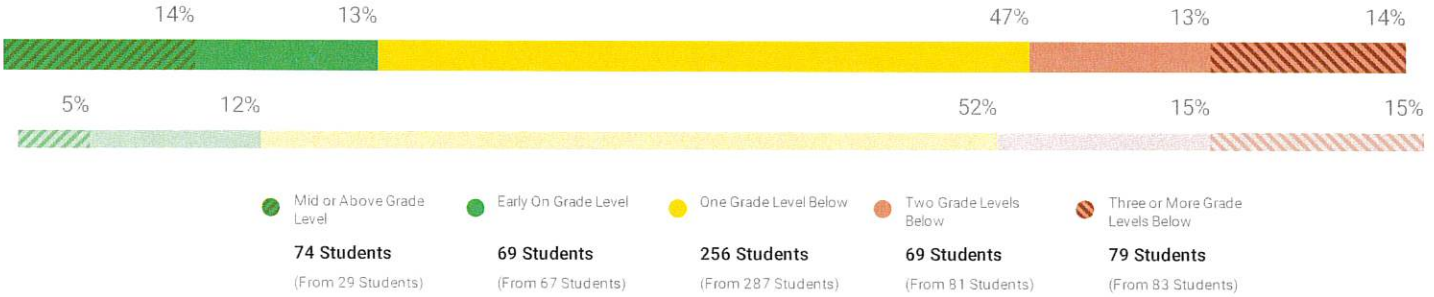 14% 13% 47% 13% 14%
5% 12% 52% 15% 15%
Mid or Above Grade
Level
74 Students
(From 29 Students)
Early On Grade Level
69 Students
(From 67 Students)
One Grade Level Below
256 Students
(From 287 Students)
Two Grade Levels
Below
69 Students
(From 81 Students)
Three or More Grade
Levels Below
79 Students
(From 83 Students)